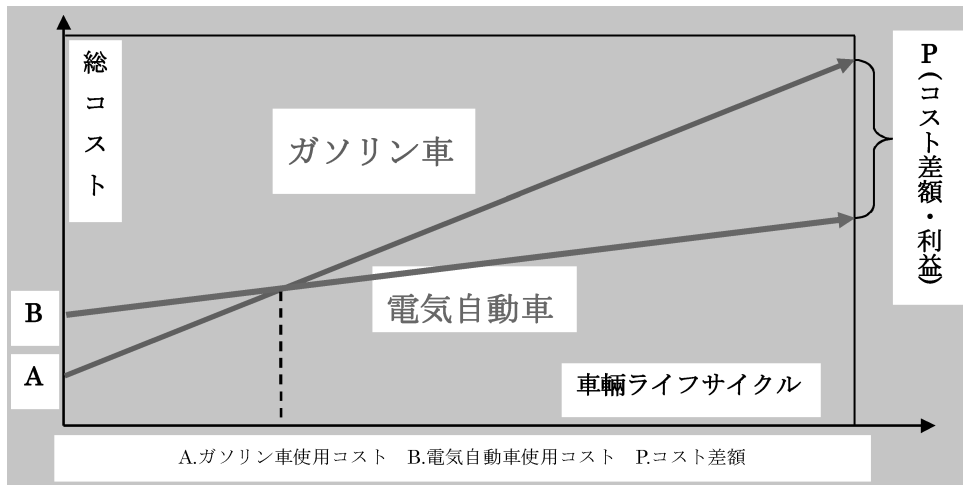 総コスト
ガソリン車
P(コスト差額・利益)
B
電気自動車
A
車輌ライフサイクル
A.ガソリン車使用コスト B.電気自動車使用コスト P.コスト差額